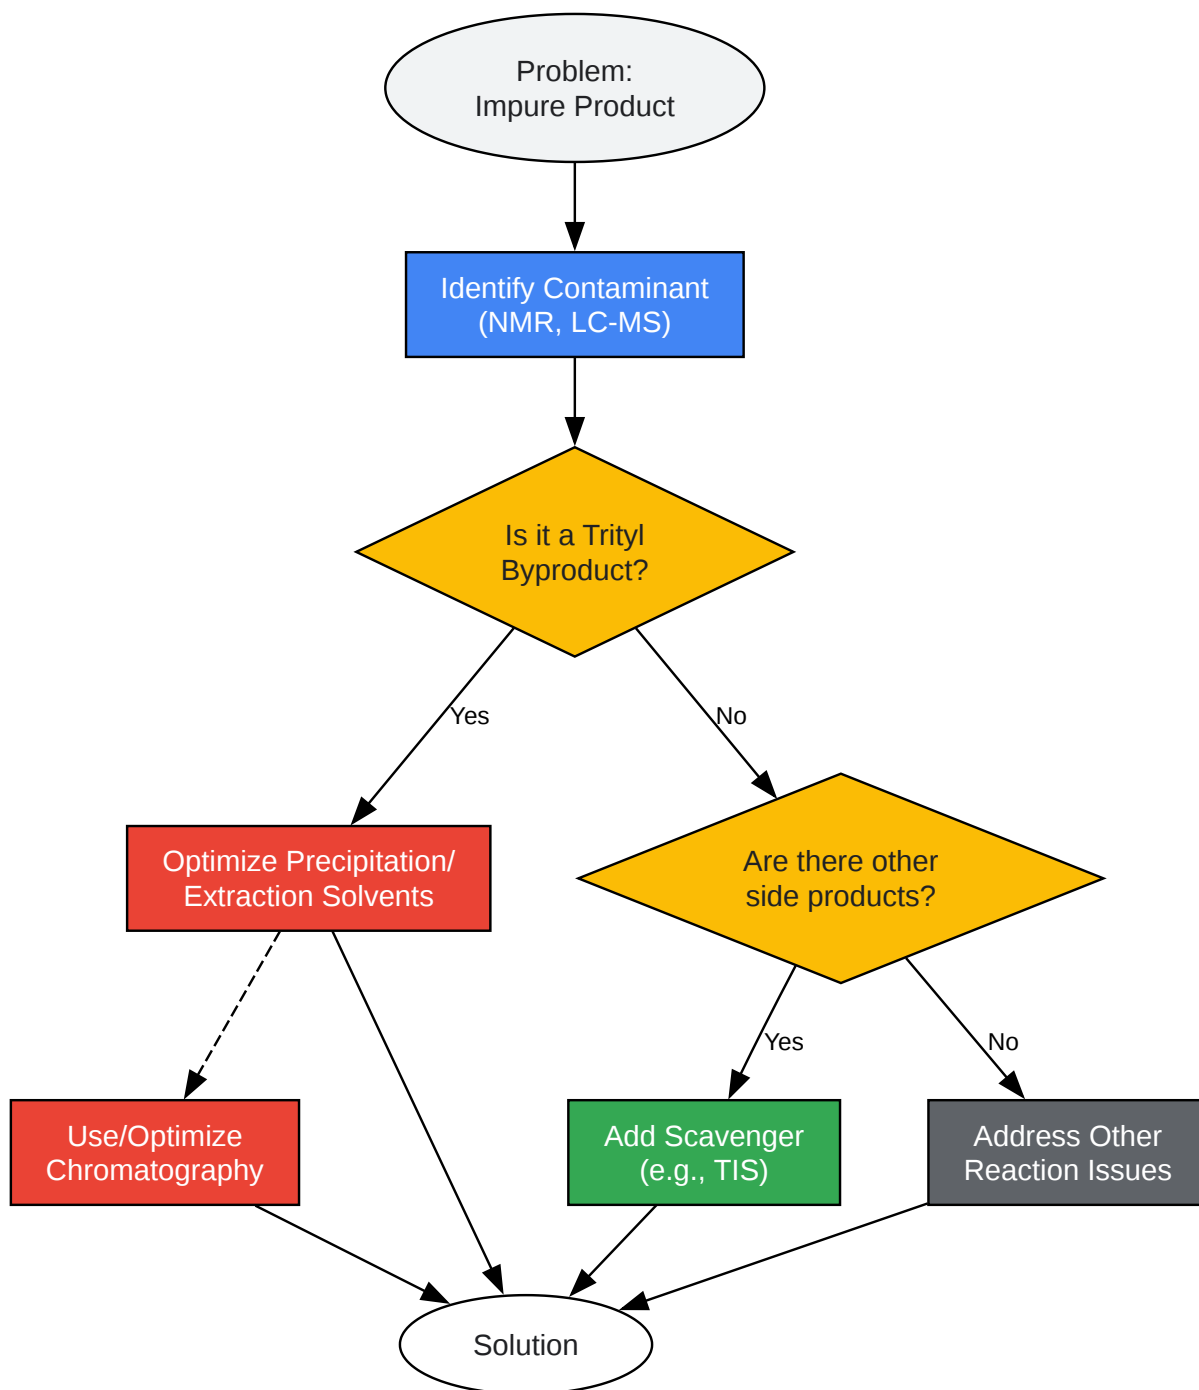 Problem:
Impure Product
Identify Contaminant
(NMR, LC-MS)
Is it a Trityl
Byproduct?
Yes
No
Optimize Precipitation/
Extraction Solvents
Are there other
side products?
Yes
No
Use/Optimize
Chromatography
Add Scavenger
(e.g., TIS)
Address Other
Reaction Issues
Solution